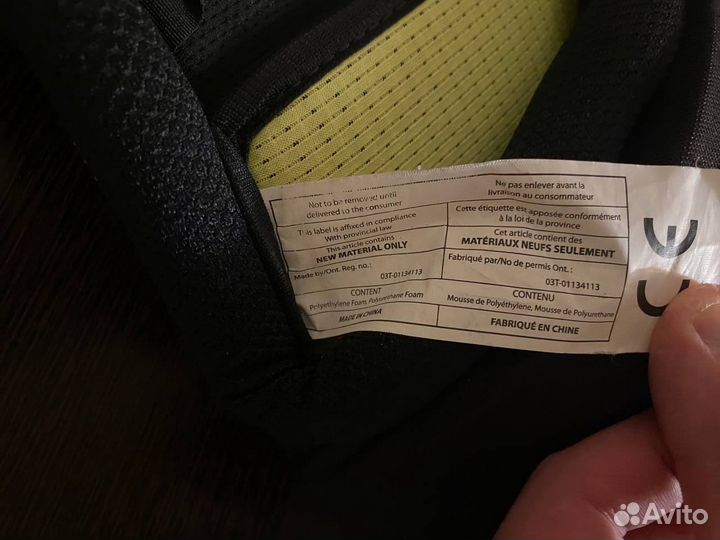 Not to be removed until
delivered to the consumer
This label is affixed in compliance
With provincial law
This article contains
NEW MATERIAL ONLY
Made by/Ont. Reg. no.:
03T-01134113
CONTENT
Polyethylene Foam, Polyurethane Foam
MADE IN CHINA
Ne pas enlever avant la
livraison au consommateur
Cette étiquette est apposée conformément
à la loi de la province
Cet article contient des
MATÉRIAUX NEUFS SEULEMENT
Fabriqué par/No de permis Ont. :
03T-01134113
CONTENU
Mousse de Polyéthylène, Mousse de Polyurethane
FABRIQUÉ EN CHINE
CE
Avito